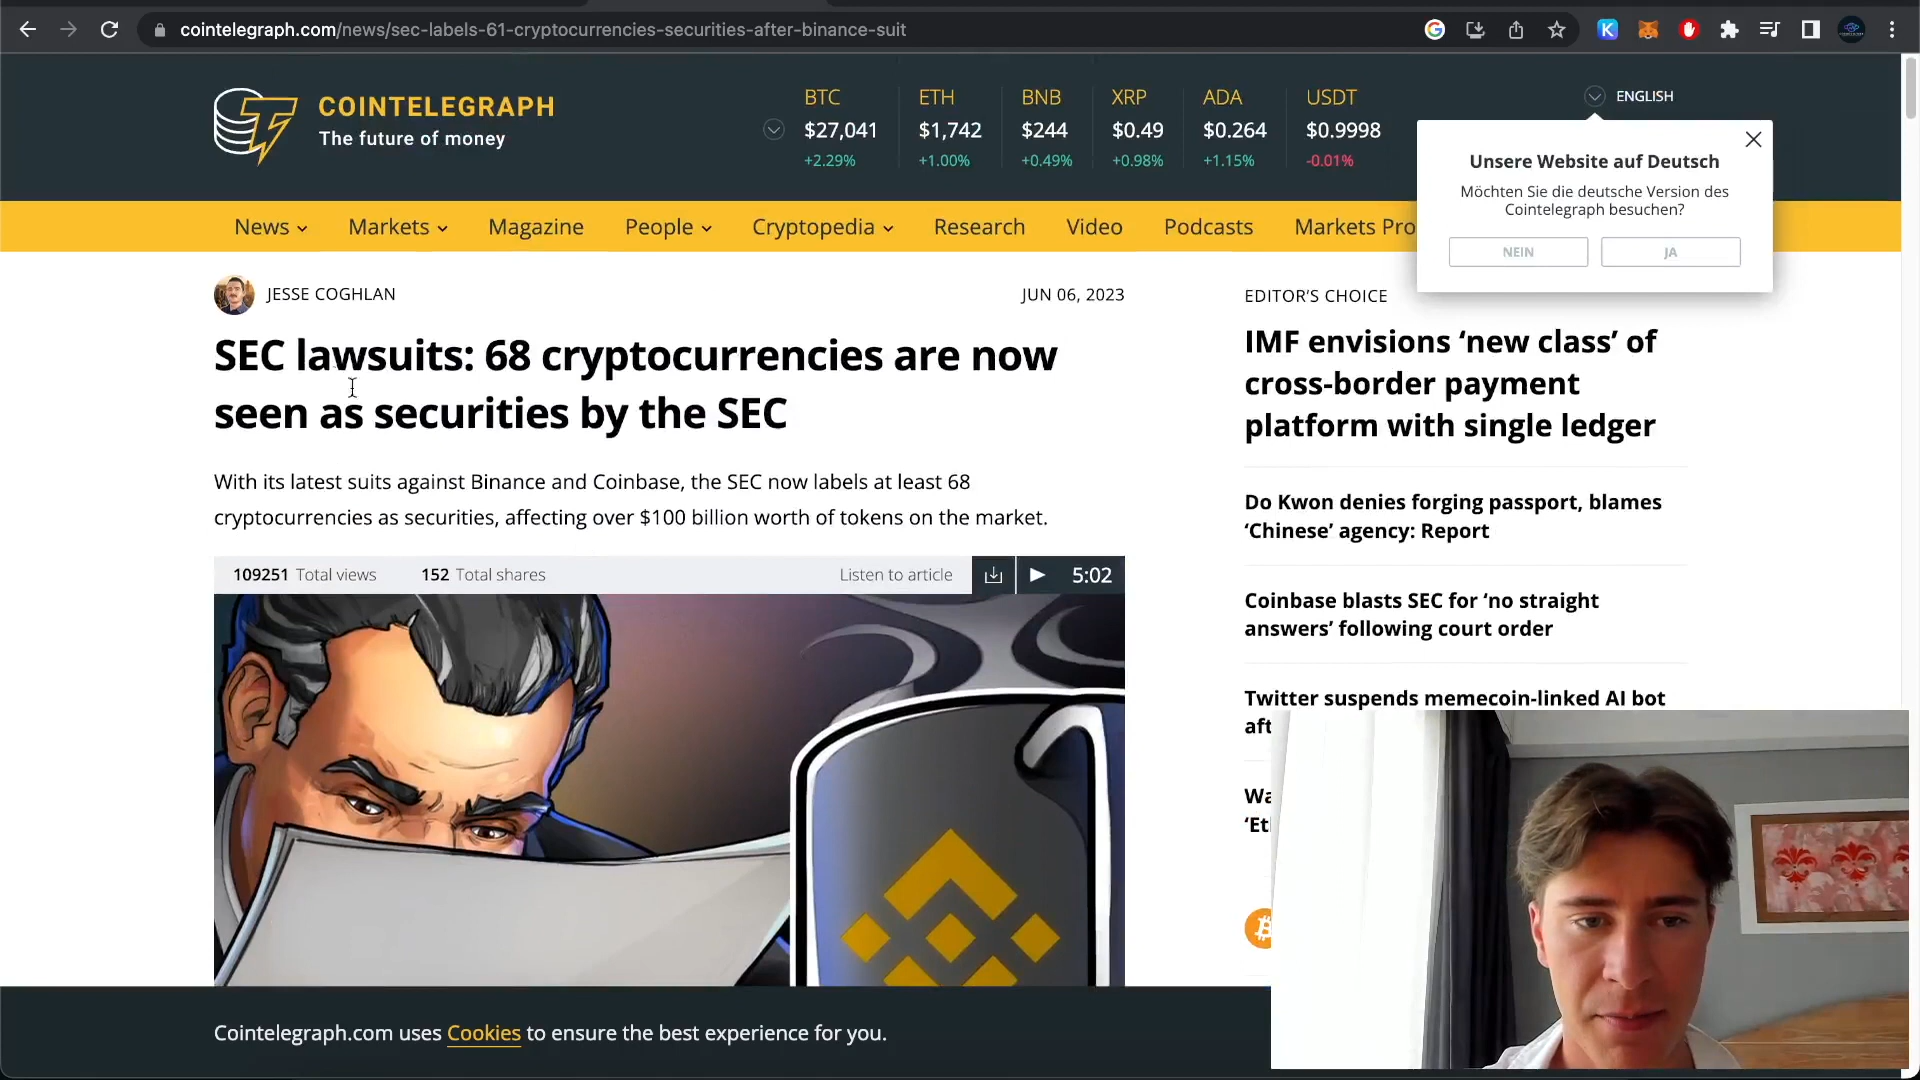 cointelegraph.com/news/sec-labels-61-cryptocurrencies-securities-after-binance-suit
COINTELEGRAPH
The future of money
BTC ETH BNB XRP ADA USDT
$27,041 $1,742 $244 $0.49 $0.264 $0.9998
+2.29% +1.00% +0.49% +0.98% +1.15% -0.01%
ENGLISH
Unsere Website auf Deutsch
Möchten Sie die deutsche Version des
Cointelegraph besuchen?
NEIN JA
News Markets Magazine People Cryptopedia Research Video Podcasts Markets Pro
JESSE COGHLAN JUN 06, 2023
SEC lawsuits: 68 cryptocurrencies are now
seen as securities by the SEC
With its latest suits against Binance and Coinbase, the SEC now labels at least 68
cryptocurrencies as securities, affecting over $100 billion worth of tokens on the market.
109251 Total views 152 Total shares Listen to article 5:02
EDITOR'S CHOICE
IMF envisions ‘new class’ of
cross-border payment
platform with single ledger
Do Kwon denies forging passport, blames
‘Chinese’ agency: Report
Coinbase blasts SEC for ‘no straight
answers’ following court order
Twitter suspends memecoin-linked AI bot
Cointelegraph.com uses Cookies to ensure the best experience for you.